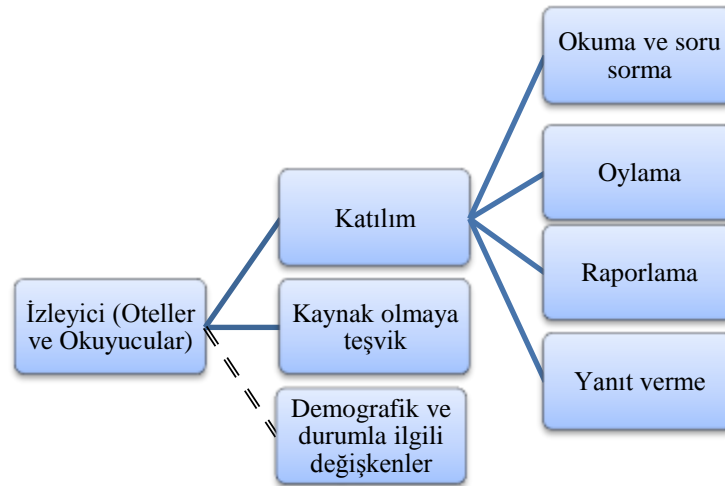 İzleyici (Oteller
ve Okuyucular)
Katılım
Kaynak olmaya
teşvik
Demografik ve
durumla ilgili
değişkenler
Okuma ve soru
sorma
Oylama
Raporlama
Yanıt verme